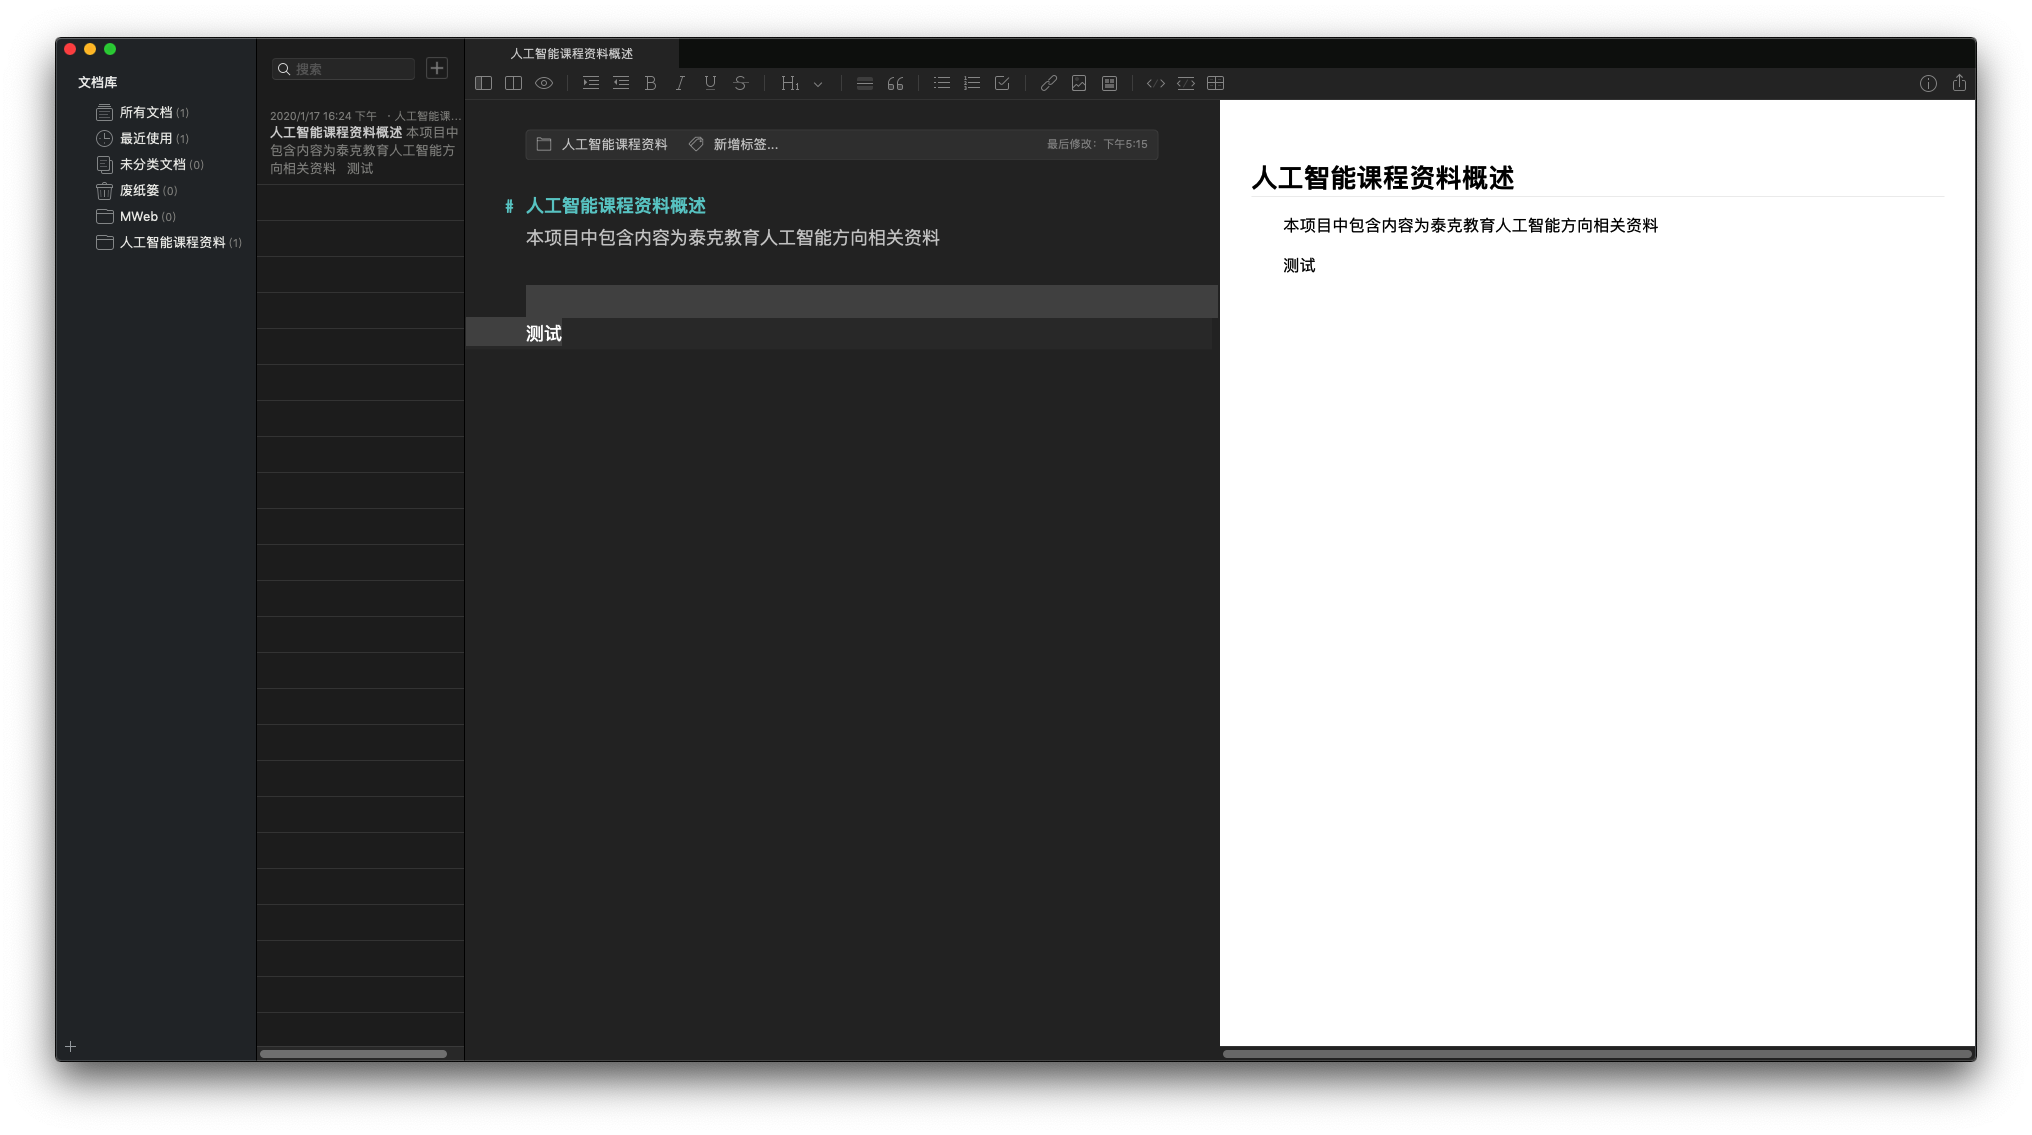 文档库
所有文档 (1)
最近使用 (1)
未分类文档 (0)
废纸篓 (0)
MWeb (0)
人工智能课程资料 (1)
搜索
2020/1/17 16:24 下午 · 人工智能课...
人工智能课程资料概述 本项目中
包含内容为泰克教育人工智能方
向相关资料 测试
人工智能课程资料概述
B I U S H1
人工智能课程资料 新增标签... 最后修改：下午5:15
# 人工智能课程资料概述
本项目中包含内容为泰克教育人工智能方向相关资料
测试
人工智能课程资料概述
本项目中包含内容为泰克教育人工智能方向相关资料
测试